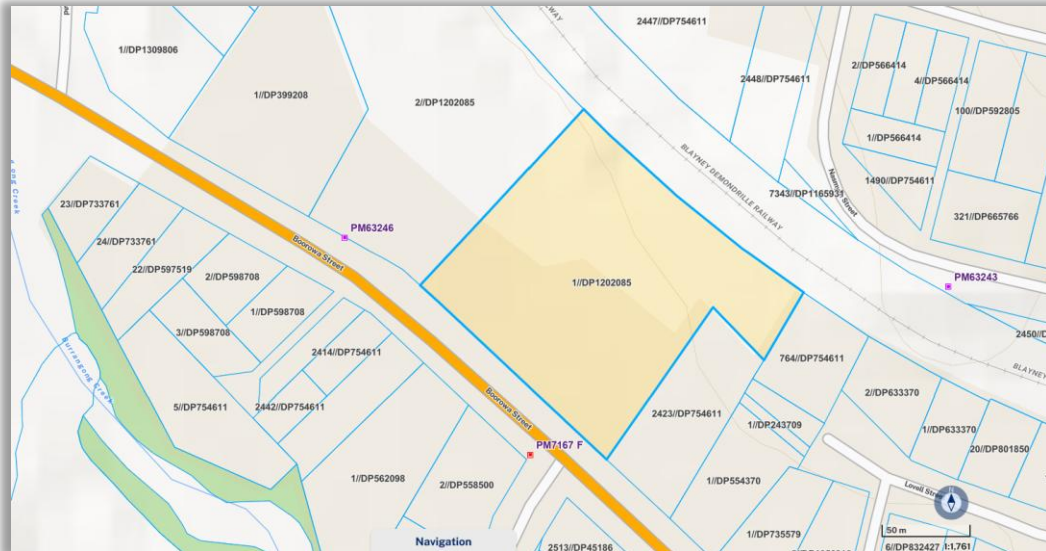 2447//DP754611
1//DP1309806
2//DP566414
2448//DP754611
4//DP566414
1//DP399208
2//DP1202085
100//DP592805
1//DP566414
BLAYNEY DEMONDRILLE RAILWAY
1490//DP754611
7343//DP1165931
23//DP733761
321//DP665766
PM63246
24//DP733761
Boorowa Street
22//DP597519
2//DP598708
PM63243
1//DP1202085
1//DP598708
3//DP598708
2450//D
2414//DP754611
764//DP754611
BLAYNE
Burrangong Creek
2//DP633370
5//DP754611
2442//DP754611
Boorowa Street
2423//DP754611
1//DP243709
1//DP633370
PM7167 F
20//DP801850
1//DP562098
2//DP558500
1//DP554370
Lovell Street
50 m
1//DP735579
Navigation
2513//DP45186
6//DP832427
1:1,761